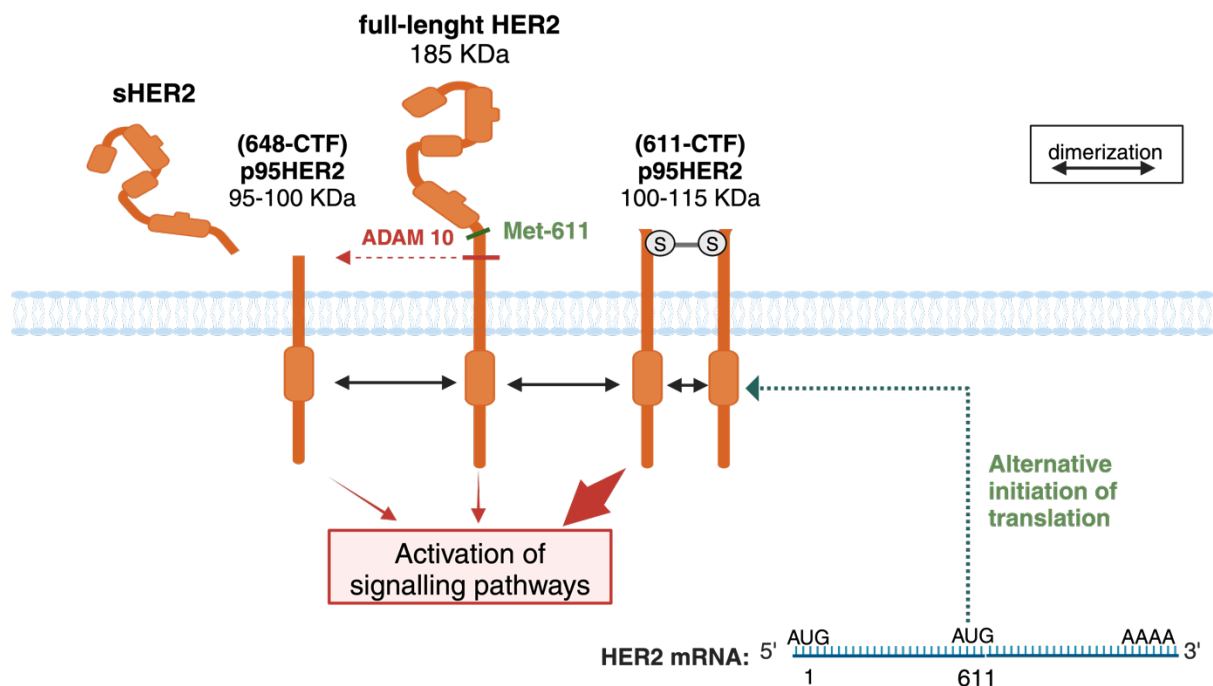 full-lenght HER2
185 KDa
sHER2
(648-CTF)
p95HER2
95-100 KDa
(611-CTF)
p95HER2
100-115 KDa
dimerization
ADAM 10
Met-611
S
S
Alternative
initiation of
translation
Activation of
signalling pathways
HER2 mRNA:
5'
AUG
AUG
AAAA
3'
1
611